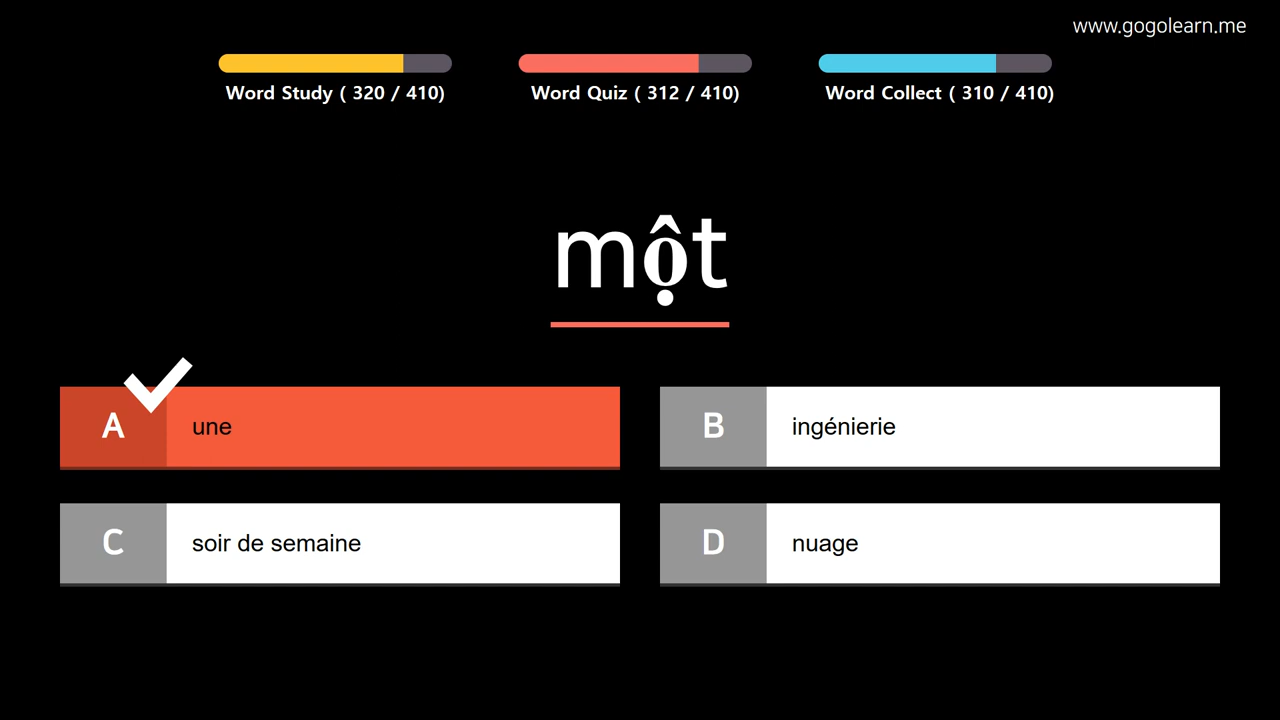 www.gogolearn.me
Word Study ( 320 / 410)
Word Quiz ( 312 / 410)
Word Collect ( 310 / 410)
một
A
une
B
ingénierie
C
soir de semaine
D
nuage